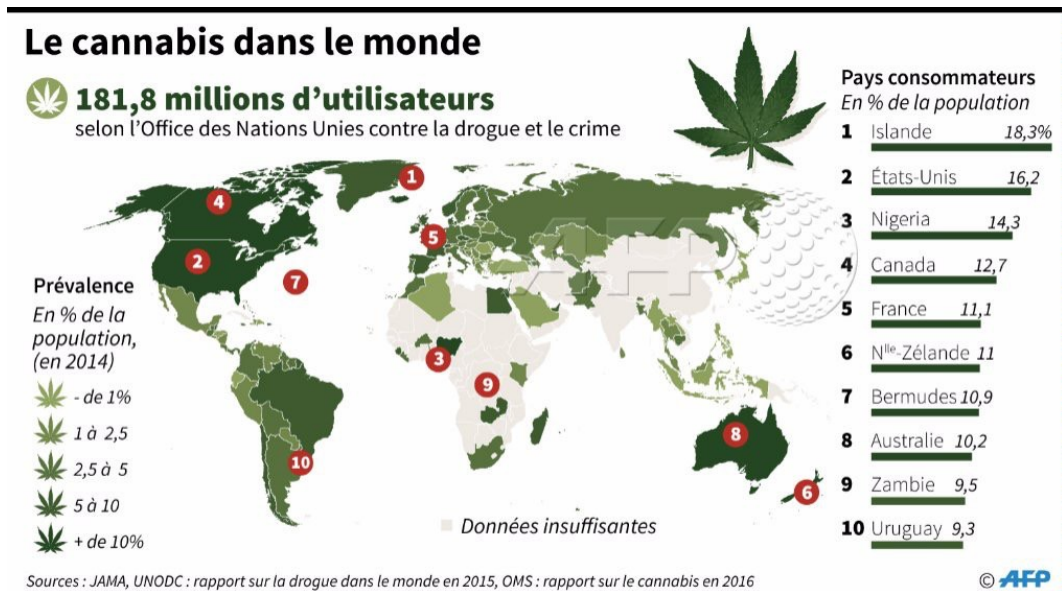 Le cannabis dans le monde
181,8 millions d'utilisateurs
selon l'Office des Nations Unies contre la drogue et le crime
Pays consommateurs
En % de la population
1 Islande 18,3%
2 États-Unis 16,2
3 Nigeria 14,3
4 Canada 12,7
5 France 11,1
6 Nlle-Zélande 11
7 Bermudes 10,9
8 Australie 10,2
9 Zambie 9,5
10 Uruguay 9,3
1
4
5
2
7
3
9
8
10
6
AFP
Prévalence
En % de la
population,
(en 2014)
- de 1%
1 à 2,5
2,5 à 5
5 à 10
+ de 10%
Données insuffisantes
Sources : JAMA, UNODC : rapport sur la drogue dans le monde en 2015, OMS : rapport sur le cannabis en 2016
© AFP